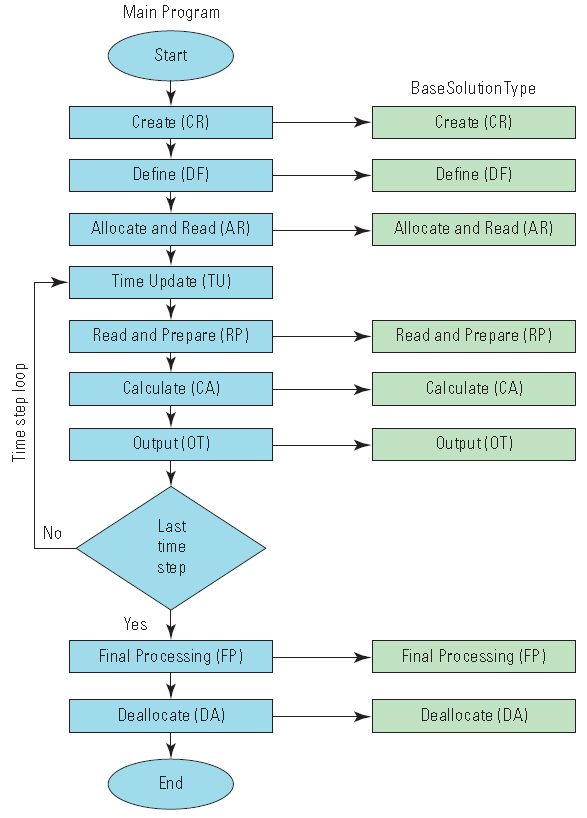 Main Program
Start
BaseSolutionType
Create (CR)
Create (CR)
Define (DF)
Define (DF)
Allocate and Read (AR)
Allocate and Read (AR)
Time Update (TU)
Read and Prepare (RP)
Read and Prepare (RP)
Calculate (CA)
Calculate (CA)
Output (OT)
Output (OT)
Time step loop
Last
time
step
No
Yes
Final Processing (FP)
Final Processing (FP)
Deallocate (DA)
Deallocate (DA)
End